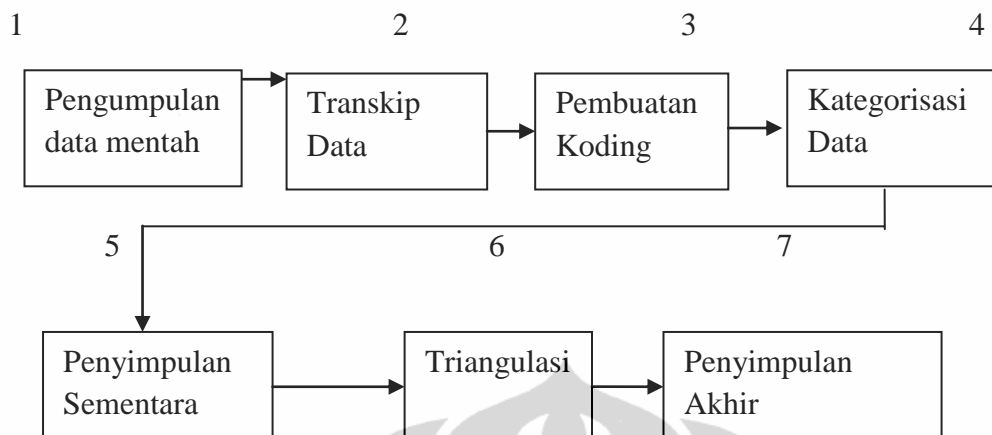 1 2 3 4
Pengumpulan
data mentah
Transkip
Data
Pembuatan
Koding
Kategorisasi
Data
5 6 7
Penyimpulan
Sementara
Triangulasi
Penyimpulan
Akhir